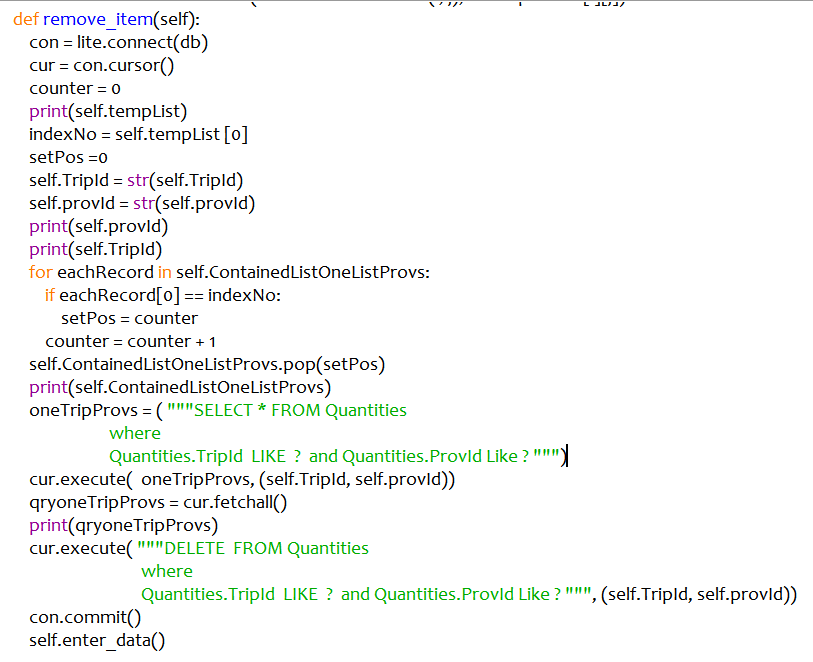 def remove_item(self):
con = lite.connect(db)
cur = con.cursor()
counter = 0
print(self.tempList)
indexNo = self.tempList [0]
setPos =0
self.TripId = str(self.TripId)
self.provId = str(self.provId)
print(self.provId)
print(self.TripId)
for eachRecord in self.ContainedListOneListProvs:
if eachRecord[0] == indexNo:
setPos = counter
counter = counter + 1
self.ContainedListOneListProvs.pop(setPos)
print(self.ContainedListOneListProvs)
oneTripProvs = ( """SELECT * FROM Quantities
where
Quantities.TripId  LIKE  ?  and Quantities.ProvId Like ? """)
cur.execute(  oneTripProvs, (self.TripId, self.provId))
qryoneTripProvs = cur.fetchall()
print(qryoneTripProvs)
cur.execute( """DELETE  FROM Quantities
where
Quantities.TripId  LIKE  ?  and Quantities.ProvId Like ? """, (self.TripId, self.provId))
con.commit()
self.enter_data()